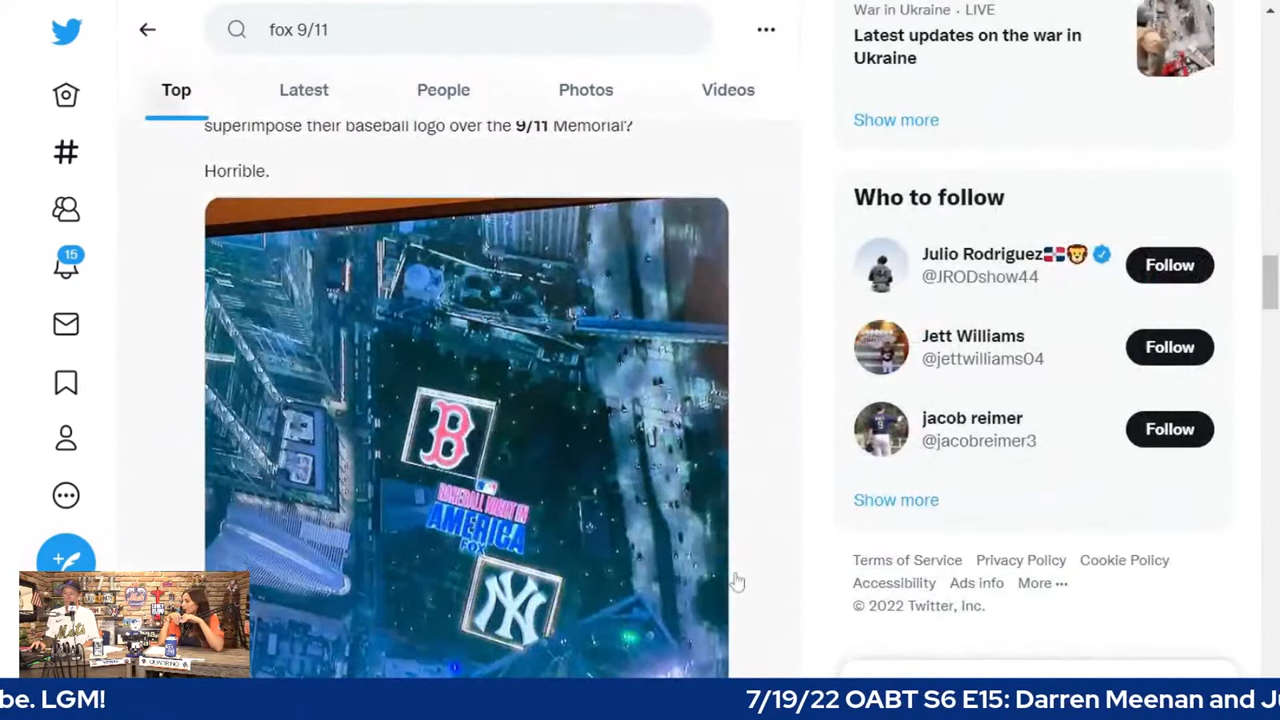 fox 9/11
Top
Latest
People
Photos
Videos
superimpose their baseball logo over the 9/11 Memorial?
Horrible.
B
BASEBALL NIGHT IN
AMERICA
FOX
NY
15
War in Ukraine · LIVE
Latest updates on the war in
Ukraine
Show more
Who to follow
Julio Rodriguez
@JRODshow44
Follow
Jett Williams
@jettwilliams04
Follow
jacob reimer
@jacobreimer3
Follow
Show more
Terms of Service Privacy Policy Cookie Policy
Accessibility Ads info More ···
© 2022 Twitter, Inc.
Mets
be. LGM!
7/19/22 OABT S6 E15: Darren Meenan and Ju